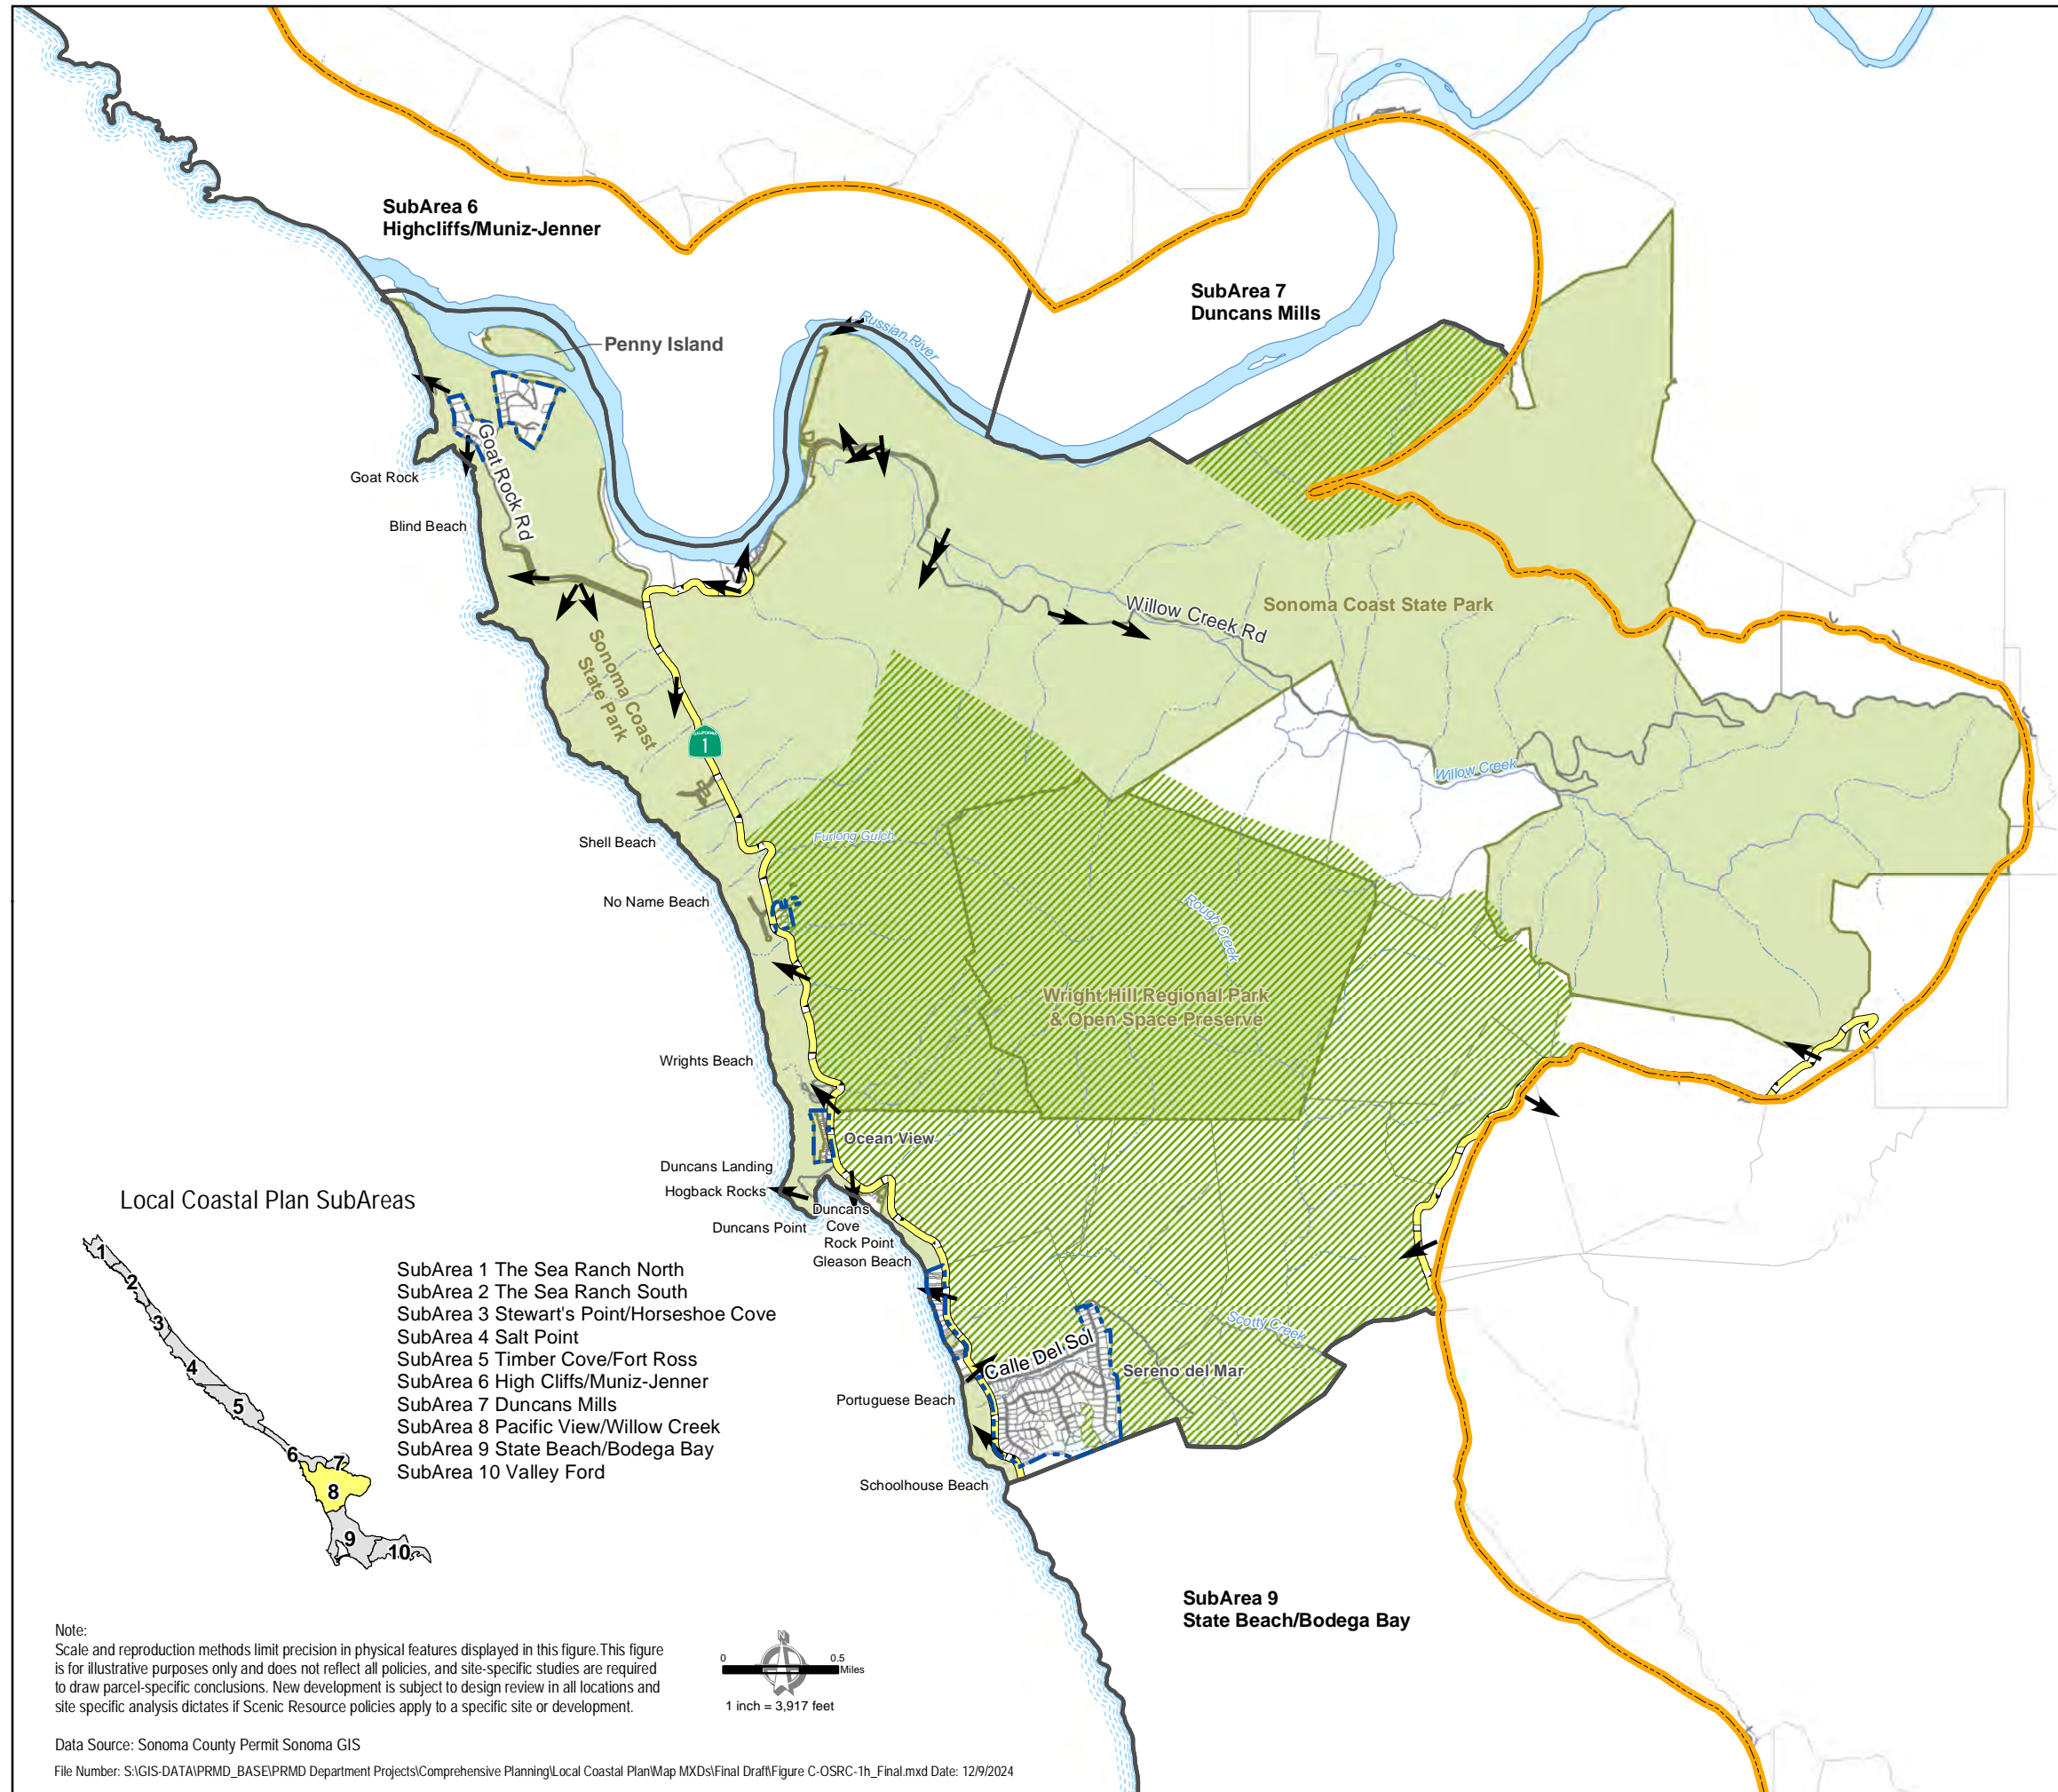 SubArea 6
Highcliffs/Muniz-Jenner
SubArea 7
Duncans Mills
Penny Island
Russian River
Goat Rock
Goat Rock Rd
Blind Beach
Willow Creek Rd
Sonoma Coast State Park
Sonoma Coast
State Park
CALIFORNIA
1
Willow Creek
Shell Beach
Furlong Gulch
No Name Beach
Rough Creek
Wright Hill Regional Park
& Open Space Preserve
Wrights Beach
Ocean View
Duncans Landing
Hogback Rocks
Duncans Point
Duncans
Cove
Rock Point
Gleason Beach
Scotty Creek
Calle Del Sol
Sereno del Mar
Portuguese Beach
Schoolhouse Beach
SubArea 9
State Beach/Bodega Bay
Local Coastal Plan SubAreas
1
2
3
4
5
6
7
8
9
10
SubArea 1 The Sea Ranch North
SubArea 2 The Sea Ranch South
SubArea 3 Stewart's Point/Horseshoe Cove
SubArea 4 Salt Point
SubArea 5 Timber Cove/Fort Ross
SubArea 6 High Cliffs/Muniz-Jenner
SubArea 7 Duncans Mills
SubArea 8 Pacific View/Willow Creek
SubArea 9 State Beach/Bodega Bay
SubArea 10 Valley Ford
Note:
Scale and reproduction methods limit precision in physical features displayed in this figure.This figure
is for illustrative purposes only and does not reflect all policies, and site-specific studies are required
to draw parcel-specific conclusions. New development is subject to design review in all locations and
site specific analysis dictates if Scenic Resource policies apply to a specific site or development.
N
0 0.5
Miles
1 inch = 3,917 feet
Data Source: Sonoma County Permit Sonoma GIS
File Number: S:\GIS-DATA\PRMD_BASE\PRMD Department Projects\Comprehensive Planning\Local Coastal Plan\Map MXDs\Final Draft\Figure C-OSRC-1h_Final.mxd Date: 12/9/2024